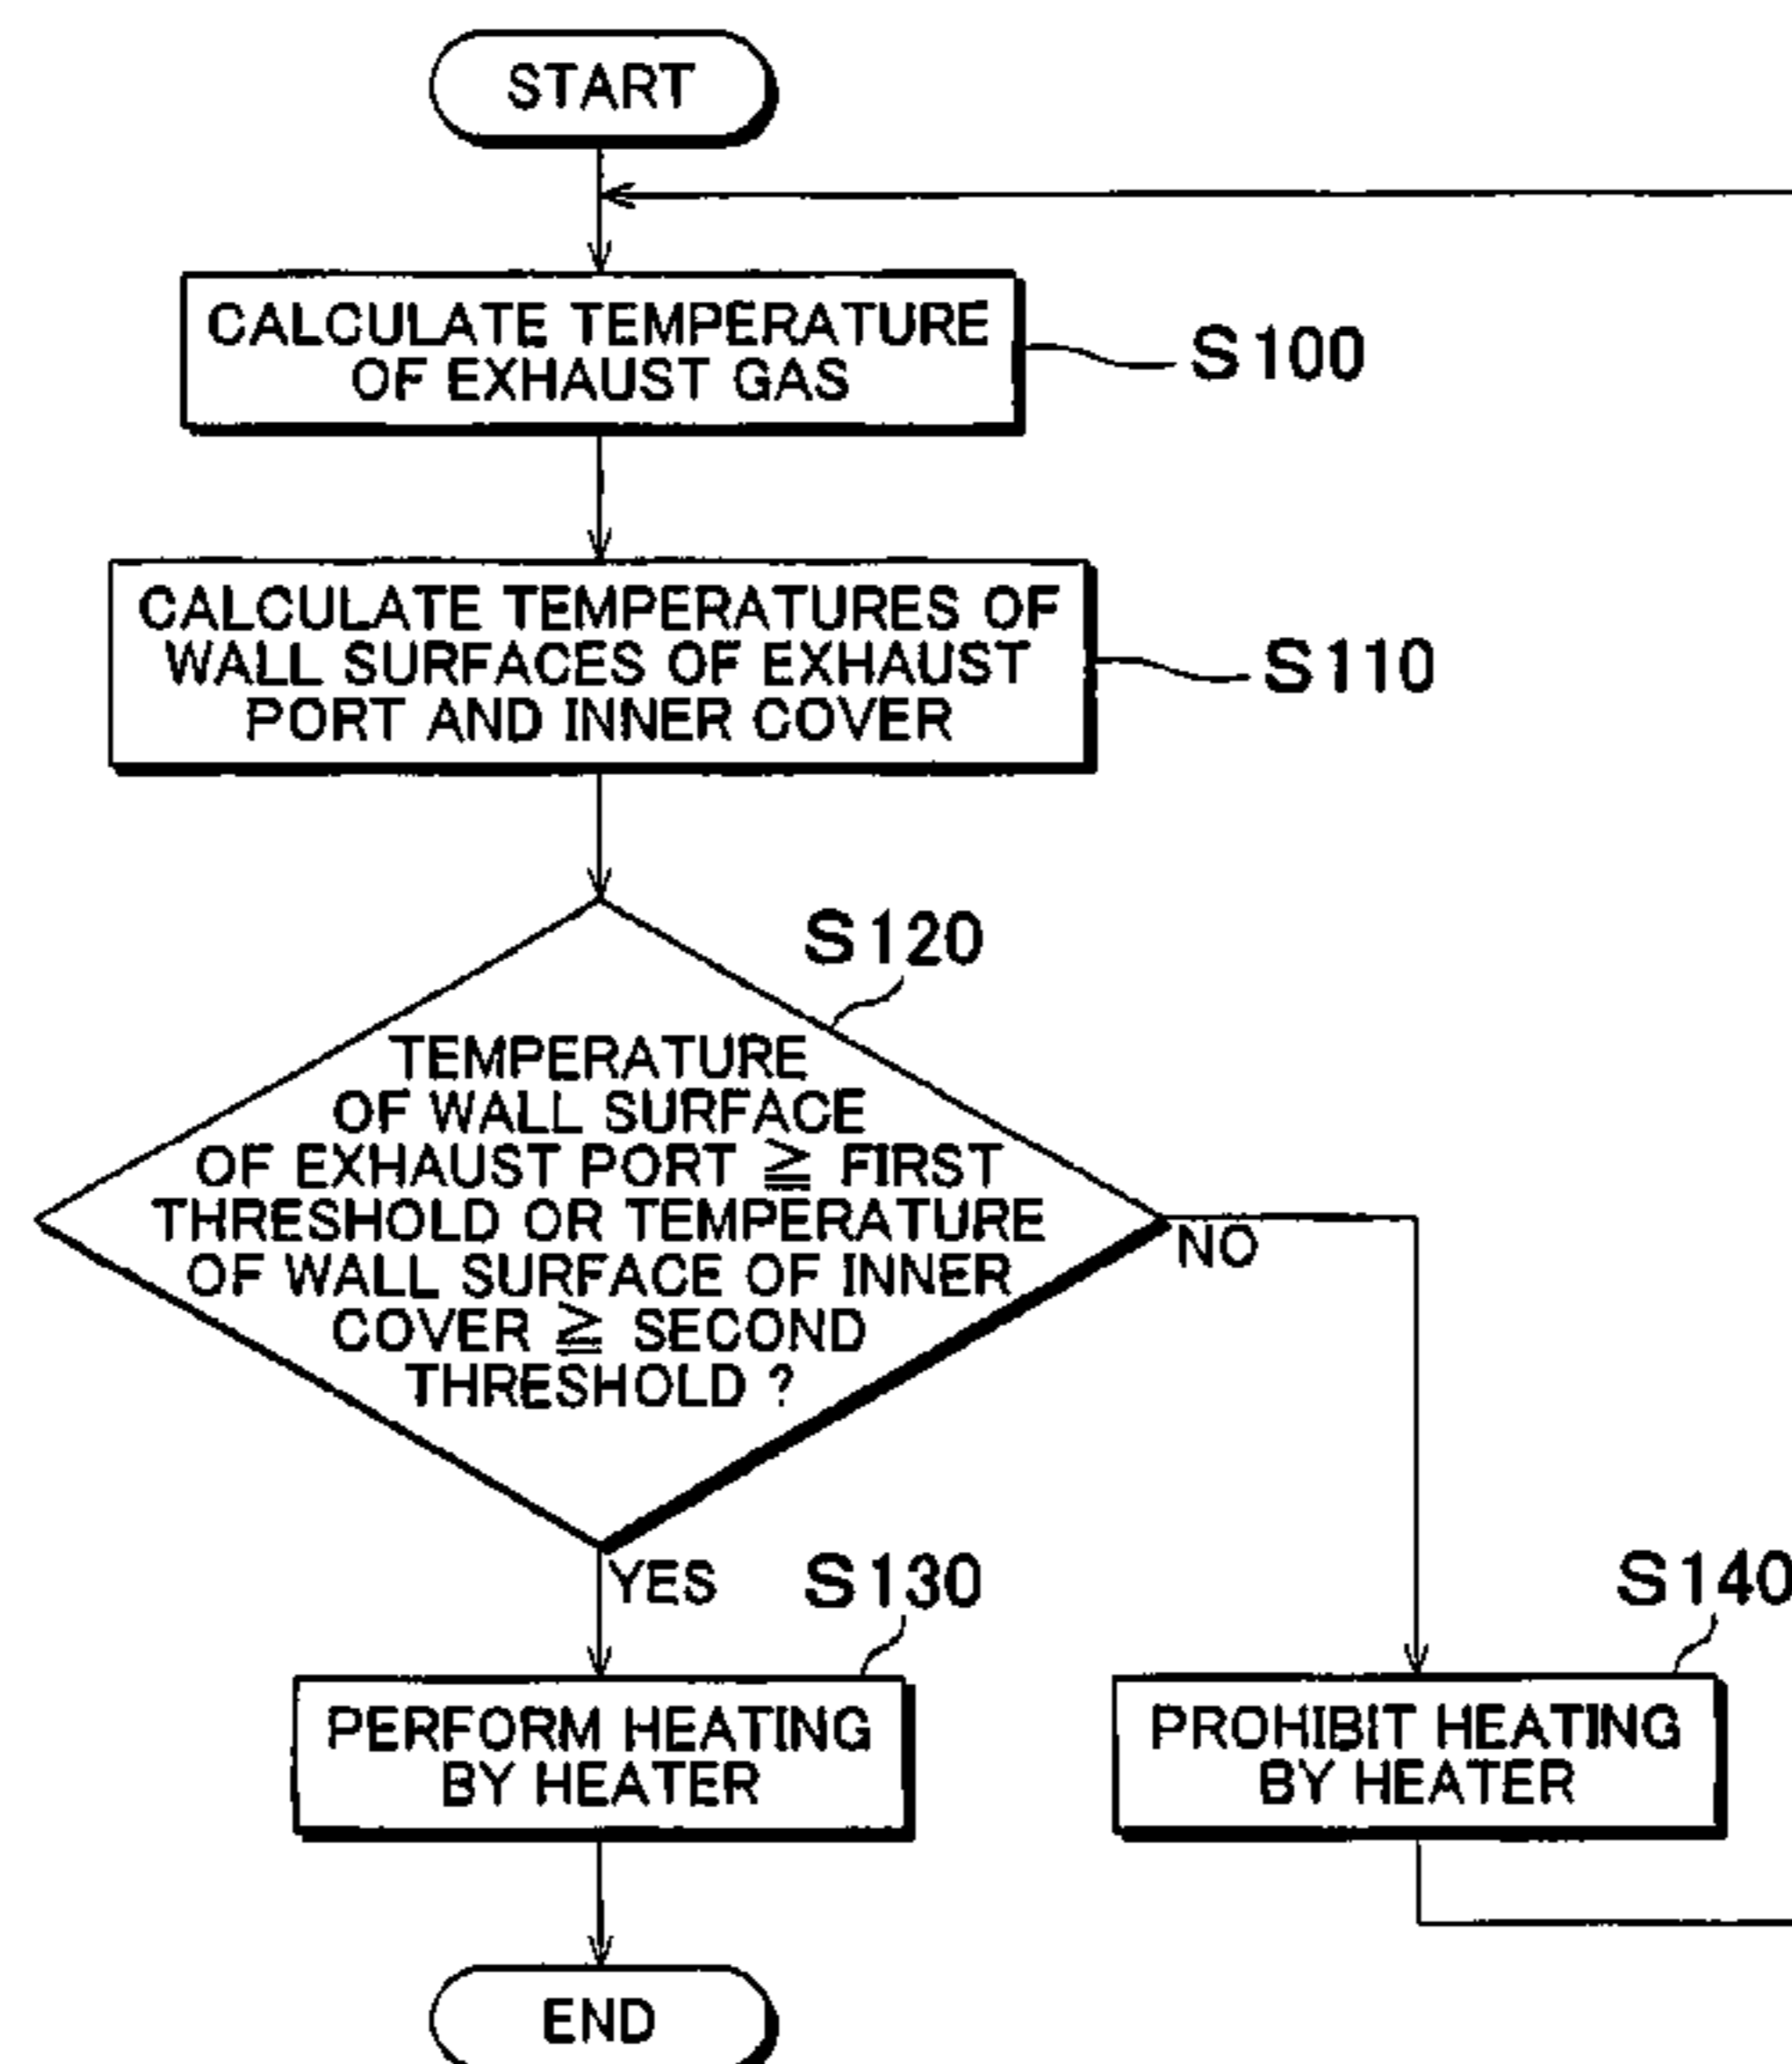 START
CALCULATE TEMPERATURE
OF EXHAUST GAS
S100
CALCULATE TEMPERATURES OF
WALL SURFACES OF EXHAUST
PORT AND INNER COVER
S110
S120
TEMPERATURE
OF WALL SURFACE
OF EXHAUST PORT ≧ FIRST
THRESHOLD OR TEMPERATURE
OF WALL SURFACE OF INNER
COVER ≧ SECOND
THRESHOLD ?
NO
YES
S130
PERFORM HEATING
BY HEATER
S140
PROHIBIT HEATING
BY HEATER
END